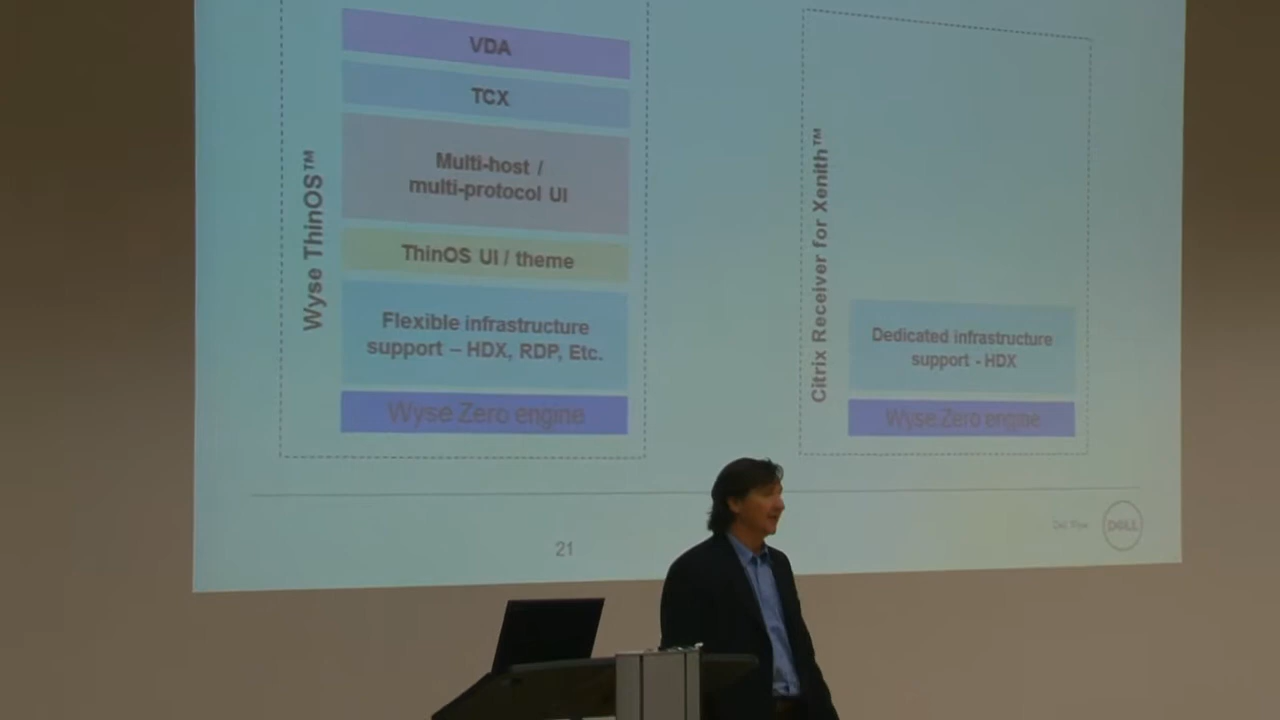 Wyse ThinOS™
VDA
TCX
Multi-host /
multi-protocol UI
ThinOS UI / theme
Flexible infrastructure
support – HDX, RDP, Etc.
Wyse Zero engine
Citrix Receiver for Xenith™
Dedicated infrastructure
support - HDX
Wyse Zero engine
21
DELL